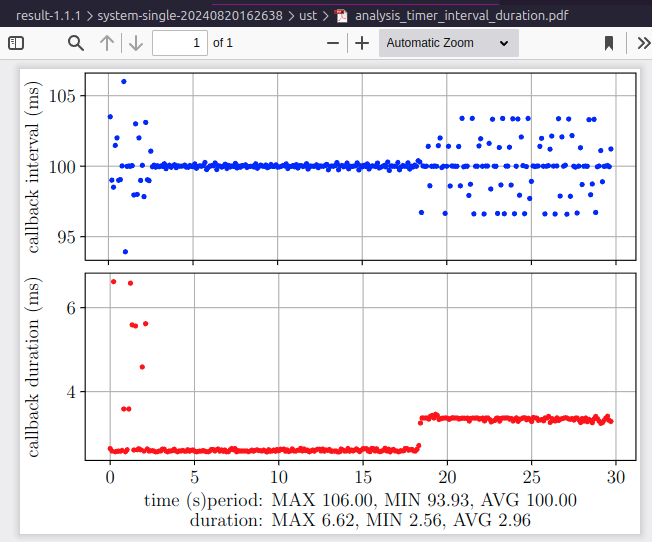 result-1.1.1 > system-single-20240820162638 > ust > analysis_timer_interval_duration.pdf
1 of 1 Automatic Zoom
callback interval (ms)
105
100
95
callback duration (ms)
6
4
0 5 10 15 20 25 30
time (s)period: MAX 106.00, MIN 93.93, AVG 100.00
duration: MAX 6.62, MIN 2.56, AVG 2.96